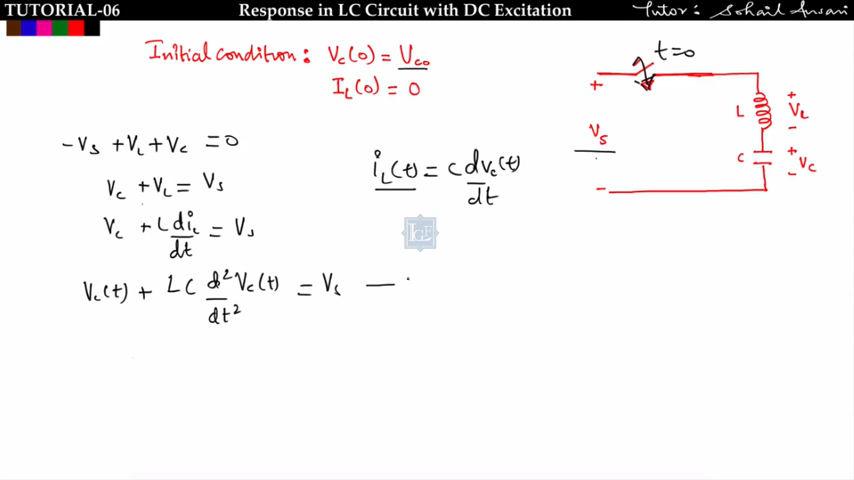 TUTORIAL-06
Response in LC Circuit with DC Excitation
Tutor: Sohail Ansari
Initial condition: Vc(0) = Vco
IL(0) = 0
t=0
+
L
+ VL -
Vs
C
+ Vc -
-
-Vs + VL + Vc = 0
Vc + VL = Vs
Vc + L diL/dt = Vs
iL(t) = C dvc(t)/dt
IGE
Vc(t) + LC d²Vc(t)/dt² = Vs —